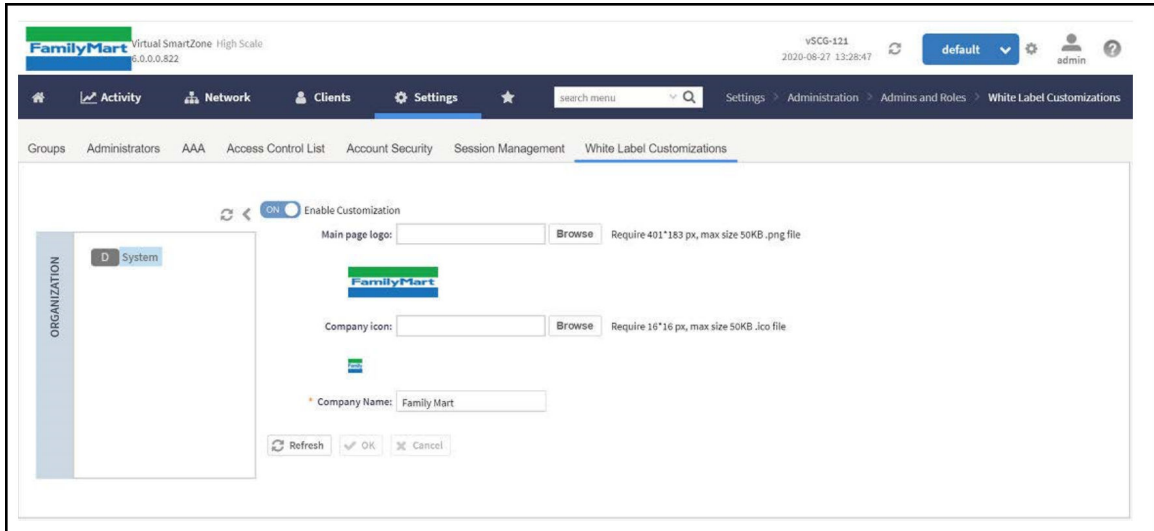 FamilyMart Virtual SmartZone High Scale
6.0.0.0.822
vSCG-121
2020-08-27 13:28:47
default
admin
Activity Network Clients Settings search menu Settings > Administration > Admins and Roles > White Label Customizations
Groups Administrators AAA Access Control List Account Security Session Management White Label Customizations
ON Enable Customization
Main page logo: Browse Require 401*183 px, max size 50KB .png file
ORGANIZATION
D System
FamilyMart
Company icon: Browse Require 16*16 px, max size 50KB .ico file
* Company Name: Family Mart
Refresh OK Cancel